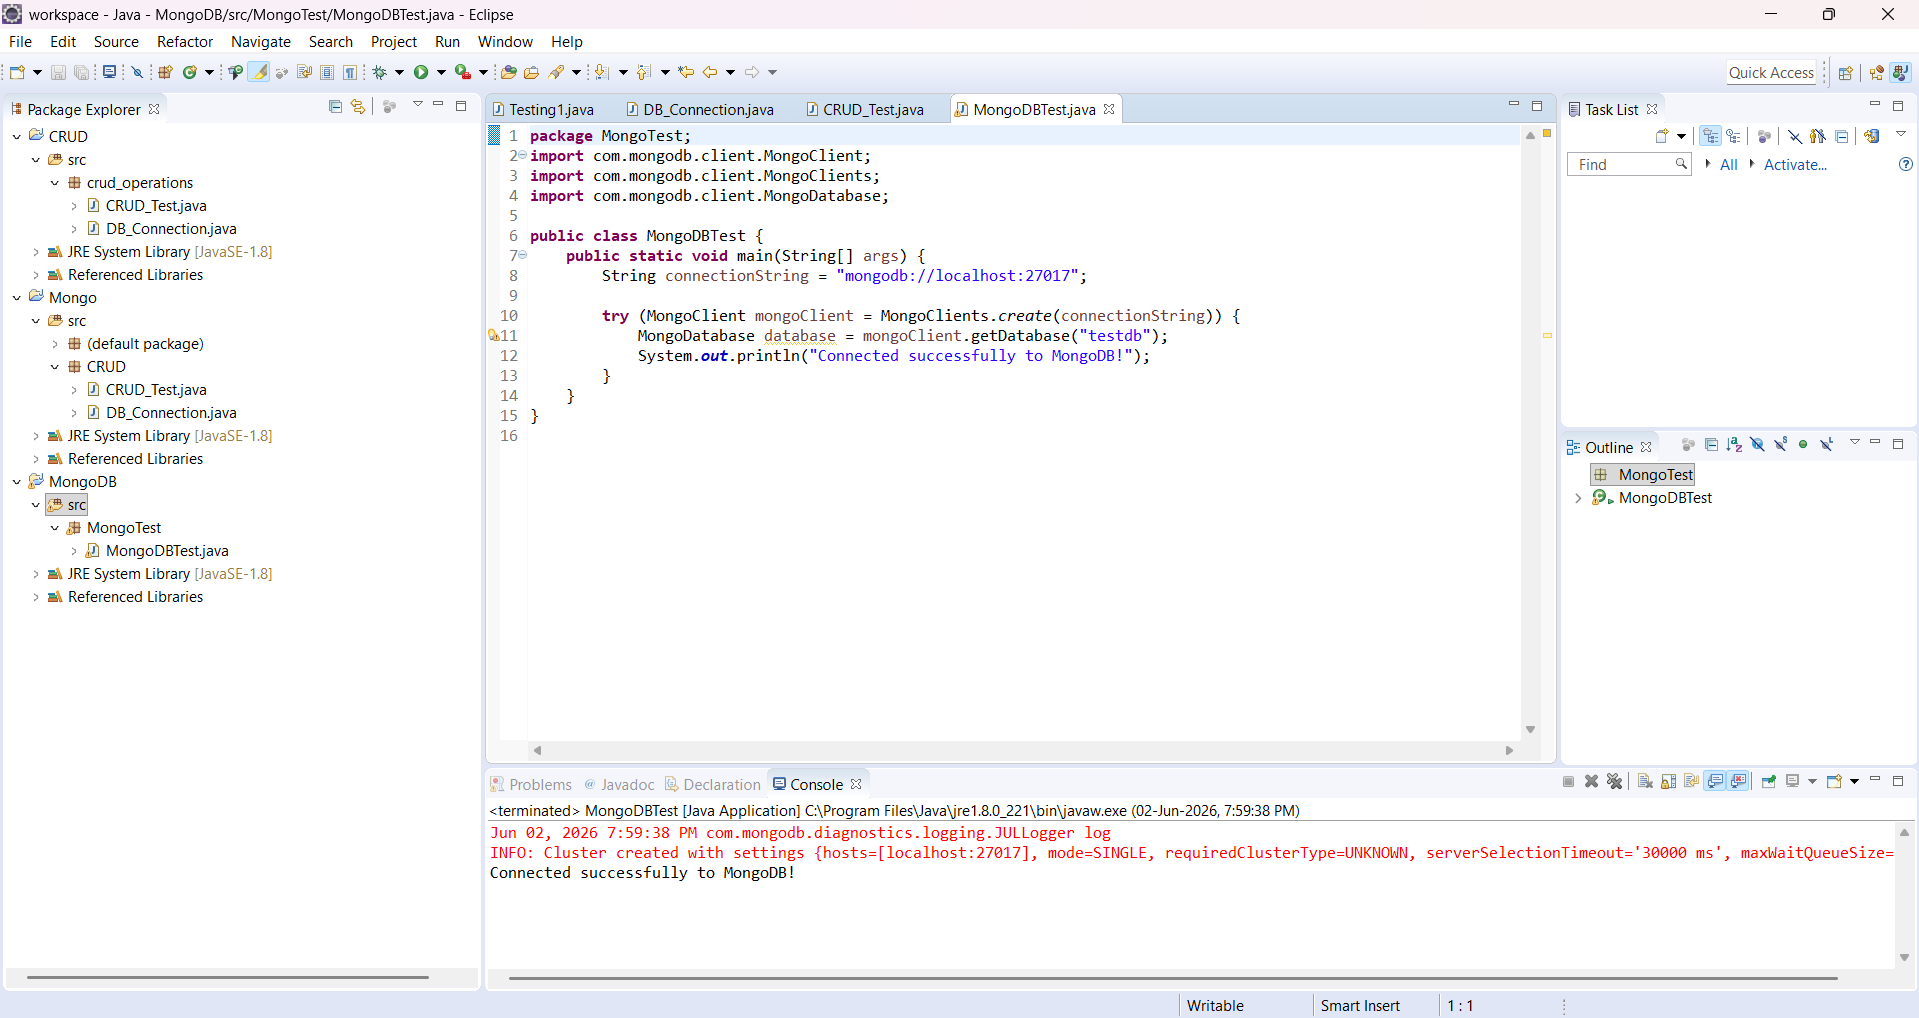 workspace - Java - MongoDB/src/MongoTest/MongoDBTest.java - Eclipse
File Edit Source Refactor Navigate Search Project Run Window Help
Quick Access
Package Explorer
CRUD
src
crud_operations
CRUD_Test.java
DB_Connection.java
JRE System Library [JavaSE-1.8]
Referenced Libraries
Mongo
src
(default package)
CRUD
CRUD_Test.java
DB_Connection.java
JRE System Library [JavaSE-1.8]
Referenced Libraries
MongoDB
src
MongoTest
MongoDBTest.java
JRE System Library [JavaSE-1.8]
Referenced Libraries
Testing1.java DB_Connection.java CRUD_Test.java MongoDBTest.java
1 package MongoTest;
2 import com.mongodb.client.MongoClient;
3 import com.mongodb.client.MongoClients;
4 import com.mongodb.client.MongoDatabase;
5
6 public class MongoDBTest {
7     public static void main(String[] args) {
8         String connectionString = "mongodb://localhost:27017";
9
10         try (MongoClient mongoClient = MongoClients.create(connectionString)) {
11             MongoDatabase database = mongoClient.getDatabase("testdb");
12             System.out.println("Connected successfully to MongoDB!");
13         }
14     }
15 }
16
Task List
Find All Activate...
Outline
MongoTest
MongoDBTest
Problems @ Javadoc Declaration Console
<terminated> MongoDBTest [Java Application] C:\Program Files\Java\jre1.8.0_221\bin\javaw.exe (02-Jun-2026, 7:59:38 PM)
Jun 02, 2026 7:59:38 PM com.mongodb.diagnostics.logging.JULLogger log
INFO: Cluster created with settings {hosts=[localhost:27017], mode=SINGLE, requiredClusterType=UNKNOWN, serverSelectionTimeout='30000 ms', maxWaitQueueSize=
Connected successfully to MongoDB!
Writable Smart Insert 1 : 1